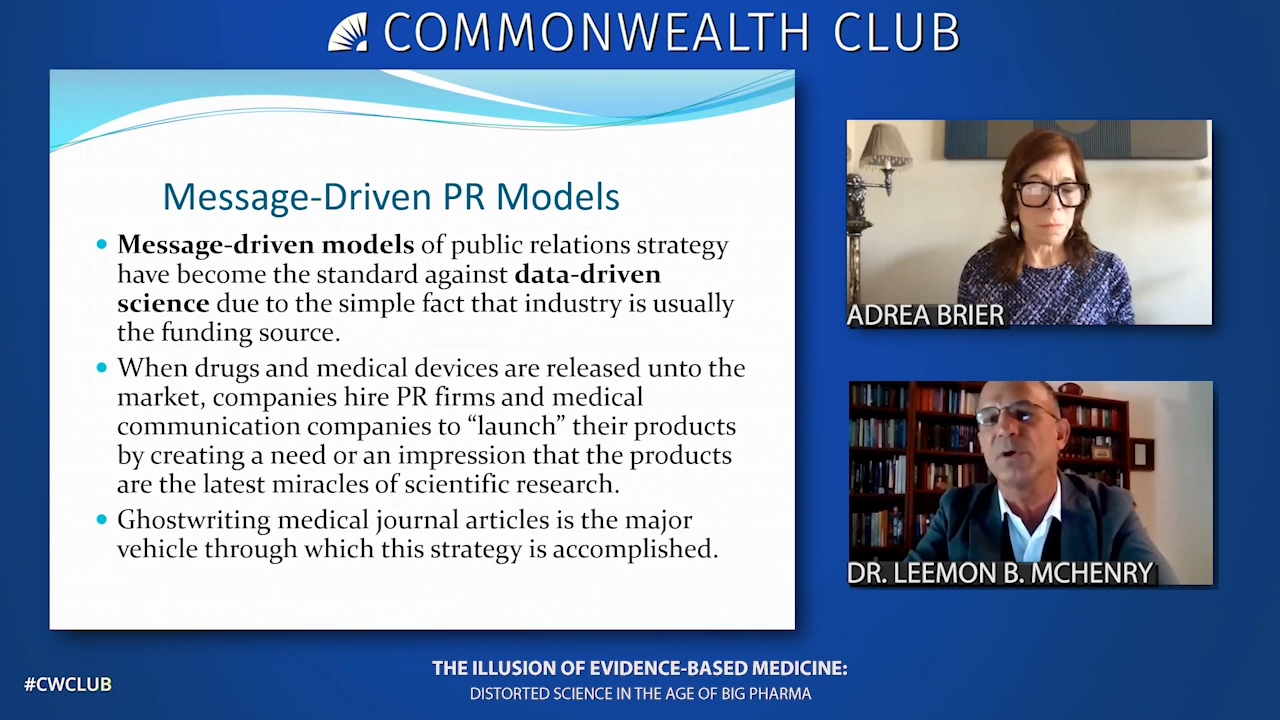 COMMONWEALTH CLUB
Message-Driven PR Models
Message-driven models of public relations strategy
have become the standard against data-driven
science due to the simple fact that industry is usually
the funding source.
When drugs and medical devices are released unto the
market, companies hire PR firms and medical
communication companies to “launch” their products
by creating a need or an impression that the products
are the latest miracles of scientific research.
Ghostwriting medical journal articles is the major
vehicle through which this strategy is accomplished.
ADREA BRIER
DR. LEEMON B. MCHENRY
THE ILLUSION OF EVIDENCE-BASED MEDICINE:
DISTORTED SCIENCE IN THE AGE OF BIG PHARMA
#CWCLUB